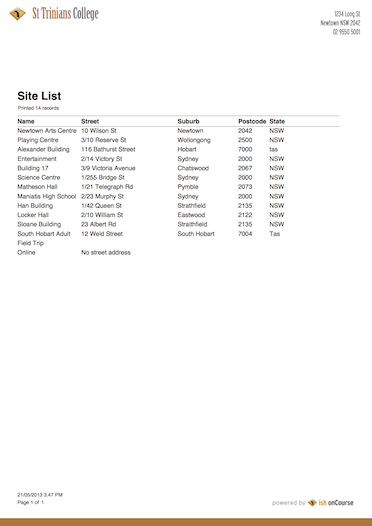 St Trinians College
1234 Long St
Newtown NSW 2042
02 9550 5001
Site List
Printed 14 records
Name Street Suburb Postcode State
Newtown Arts Centre 10 Wilson St Newtown 2042 NSW
Playing Centre 3/10 Reserve St Wollongong 2500 NSW
Alexander Building 116 Bathurst Street Hobart 7000 tas
Entertainment 2/14 Victory St Sydney 2000 NSW
Building 17 3/9 Victoria Avenue Chatswood 2067 NSW
Science Centre 1/255 Bridge St Sydney 2000 NSW
Matheson Hall 1/21 Telegraph Rd Pymble 2073 NSW
Maniatis High School 2/23 Murphy St Sydney 2000 NSW
Han Building 1/42 Queen St Strathfield 2135 NSW
Locker Hall 2/10 William St Eastwood 2122 NSW
Sloane Building 23 Albert Rd Straithfield 2135 NSW
South Hobart Adult 12 Weld Street South Hobart 7004 Tas
Field Trip
Online No street address
21/05/2013 3.47 PM
Page 1 of 1
powered by ish onCourse